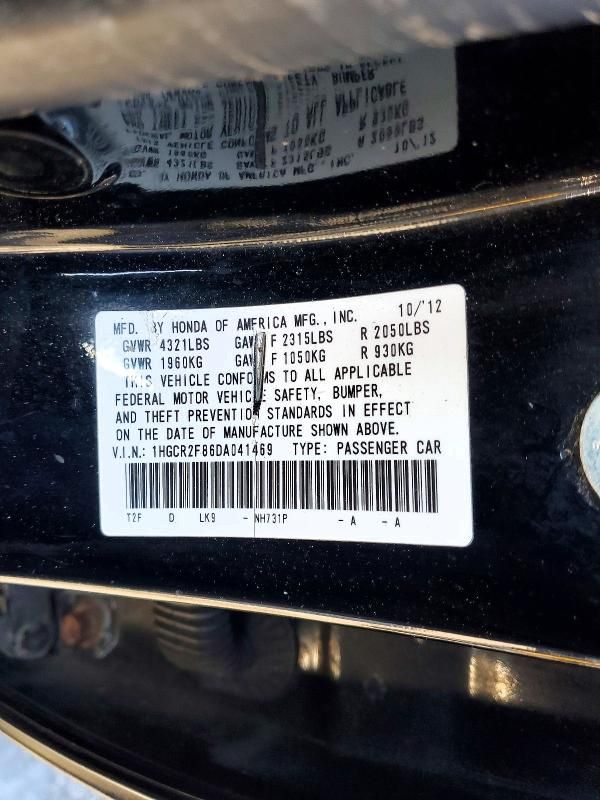 MFD. BY HONDA OF AMERICA MFG., INC. 10/'12
GVWR 4321LBS GAWR F 2315LBS R 2050LBS
GVWR 1960KG GAWR F 1050KG R 930KG
THIS VEHICLE CONFORMS TO ALL APPLICABLE
FEDERAL MOTOR VEHICLE SAFETY, BUMPER,
AND THEFT PREVENTION STANDARDS IN EFFECT
ON THE DATE OF MANUFACTURE SHOWN ABOVE.
V.I.N.: 1HGCR2F86DA041469 TYPE: PASSENGER CAR
T2F D LK9 - NH731P - A - A